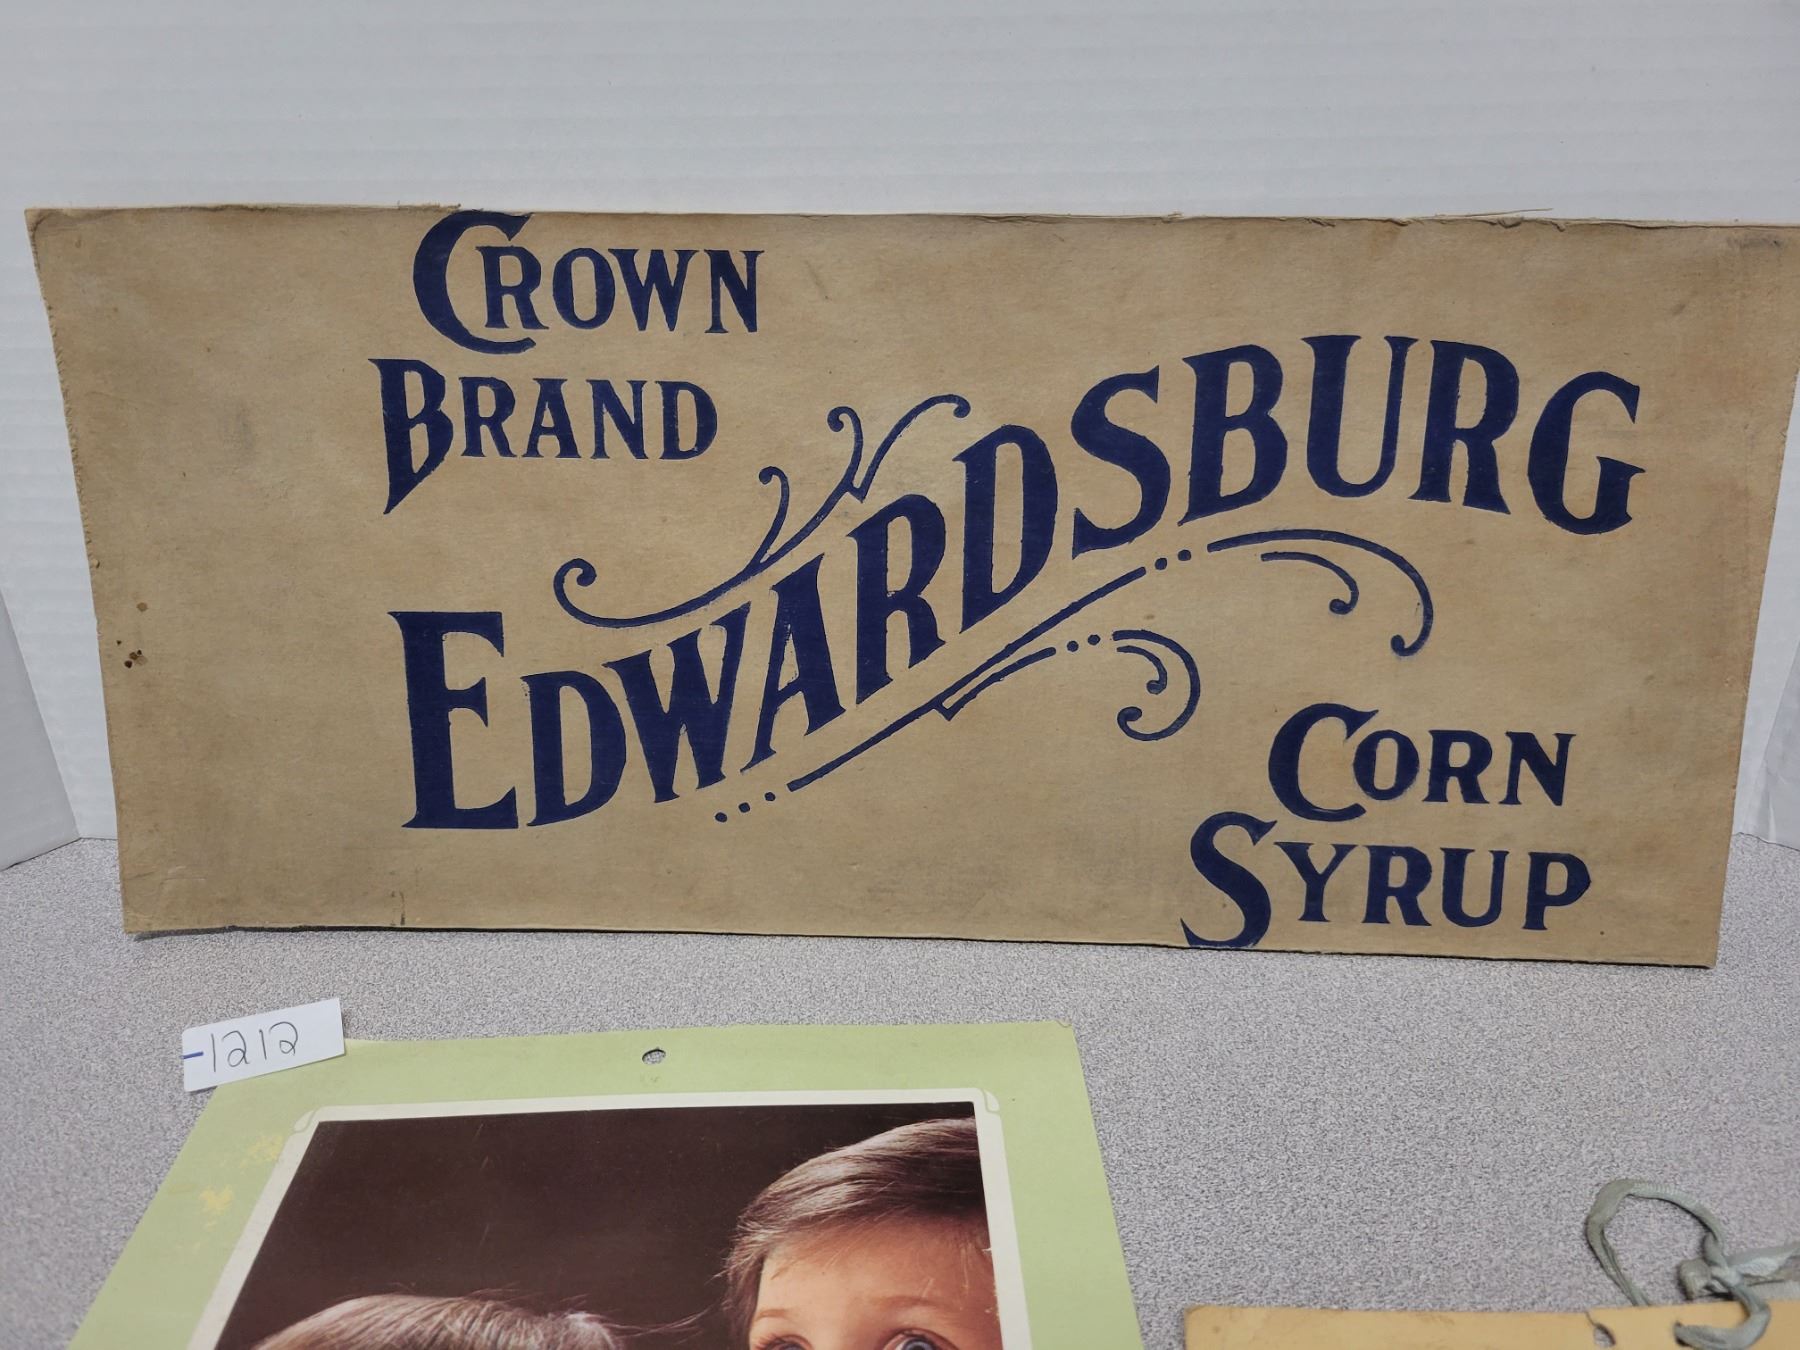 CROWN
BRAND
EDWARDSBURG
CORN
SYRUP
-1212